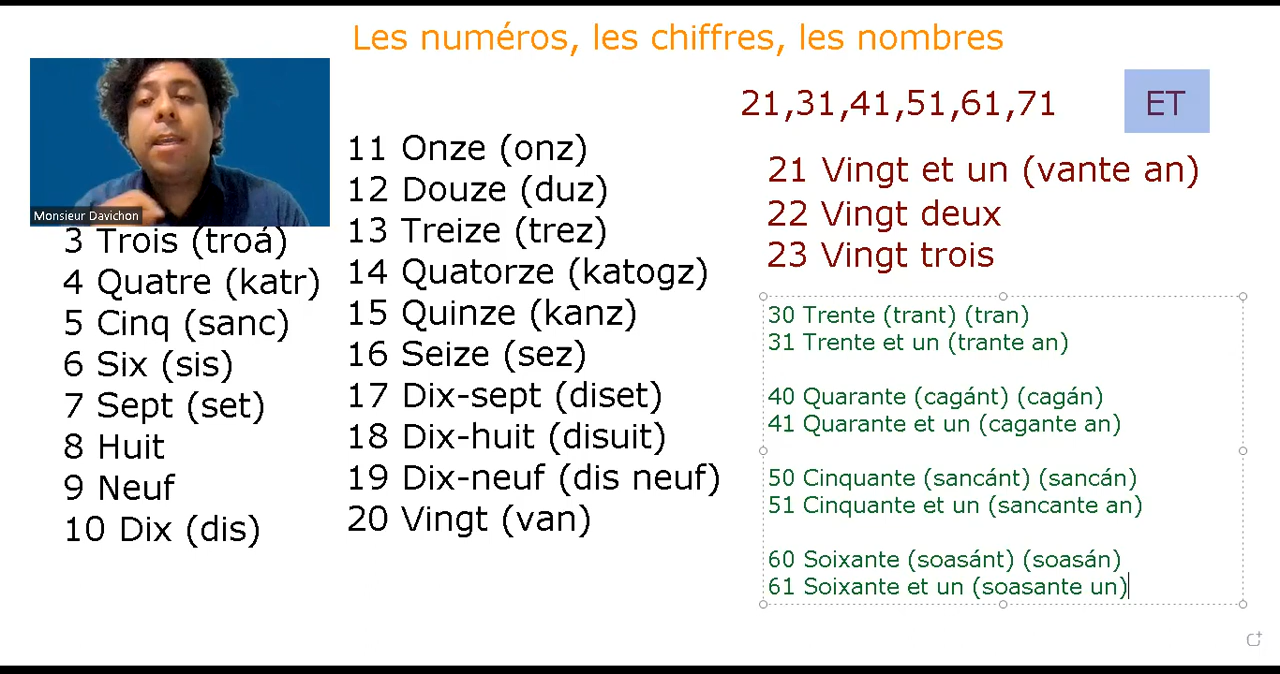 Les numéros, les chiffres, les nombres
Monsieur Davichon
3 Trois (troá)
4 Quatre (katr)
5 Cinq (sanc)
6 Six (sis)
7 Sept (set)
8 Huit
9 Neuf
10 Dix (dis)
11 Onze (onz)
12 Douze (duz)
13 Treize (trez)
14 Quatorze (katogz)
15 Quinze (kanz)
16 Seize (sez)
17 Dix-sept (diset)
18 Dix-huit (disuit)
19 Dix-neuf (dis neuf)
20 Vingt (van)
21,31,41,51,61,71
ET
21 Vingt et un (vante an)
22 Vingt deux
23 Vingt trois
30 Trente (trant) (tran)
31 Trente et un (trante an)
40 Quarante (cagánt) (cagán)
41 Quarante et un (cagante an)
50 Cinquante (sancánt) (sancán)
51 Cinquante et un (sancante an)
60 Soixante (soasánt) (soasán)
61 Soixante et un (soasante un)